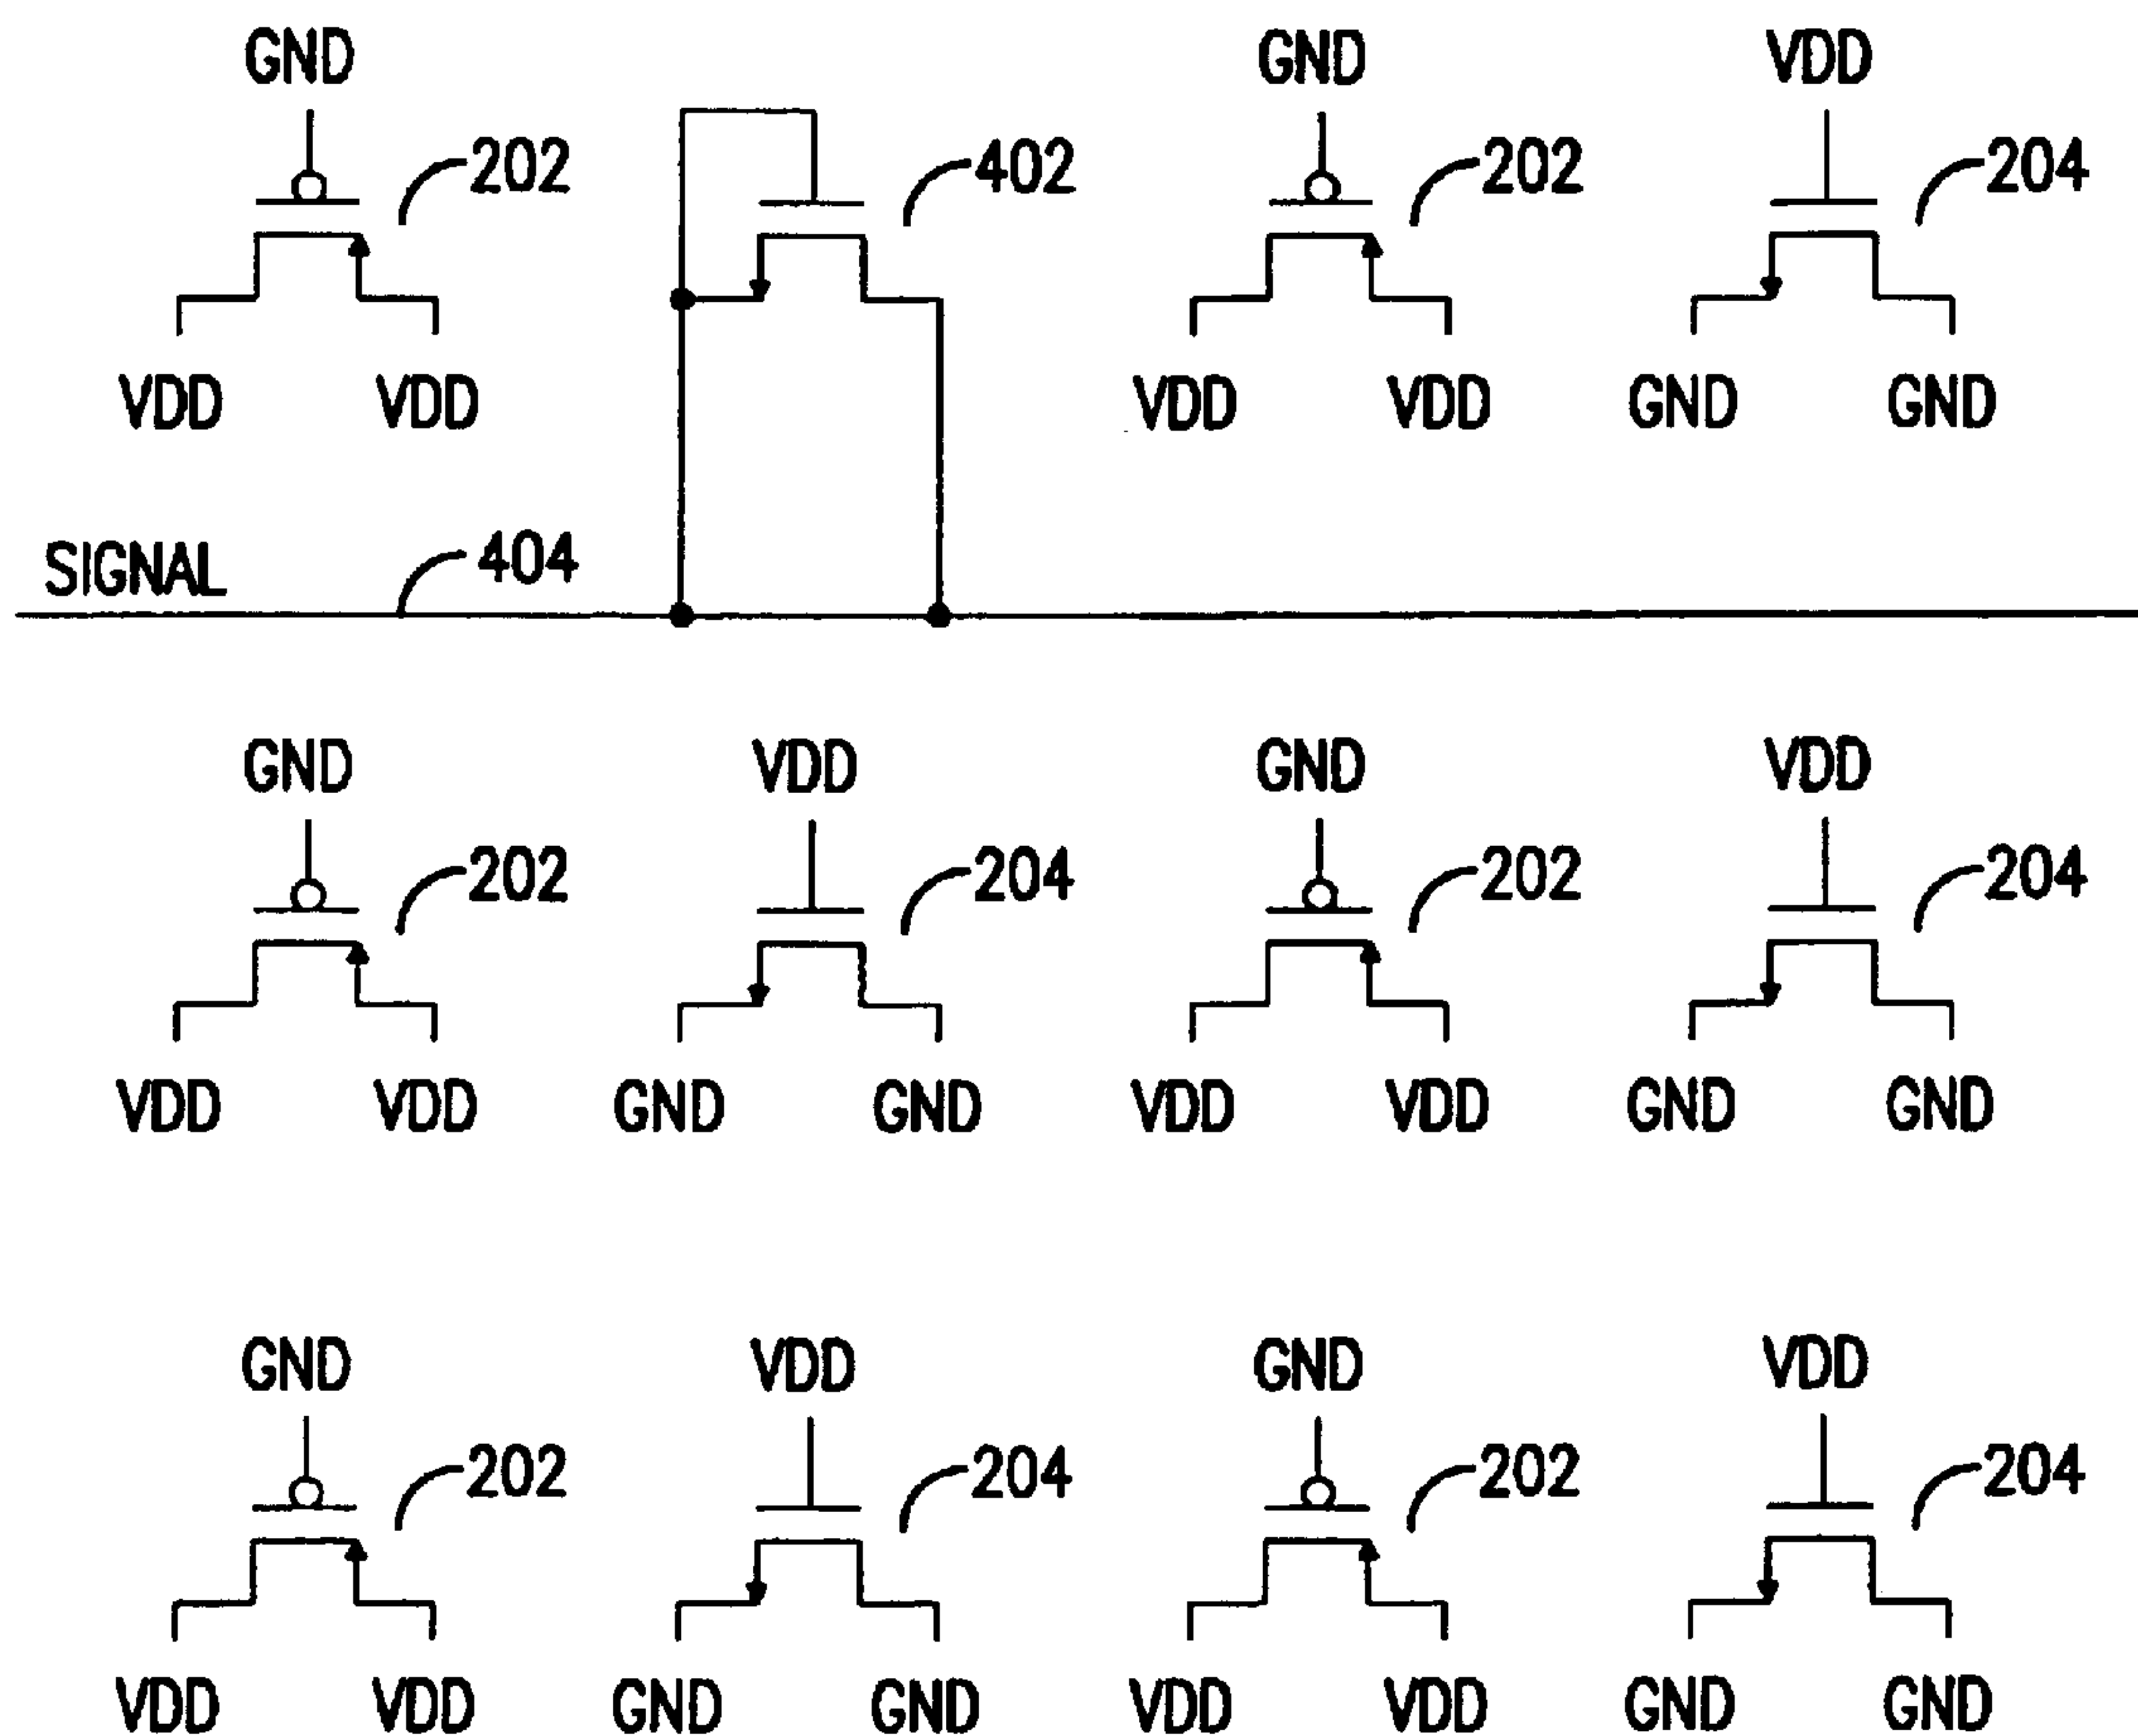 GND GND VDD
202 402 202 204
VDD VDD VDD VDD GND GND
SIGNAL 404
GND VDD GND VDD
202 204 202 204
VDD VDD GND GND VDD VDD GND GND
GND VDD GND VDD
202 204 202 204
VDD VDD GND GND VDD VDD GND GND